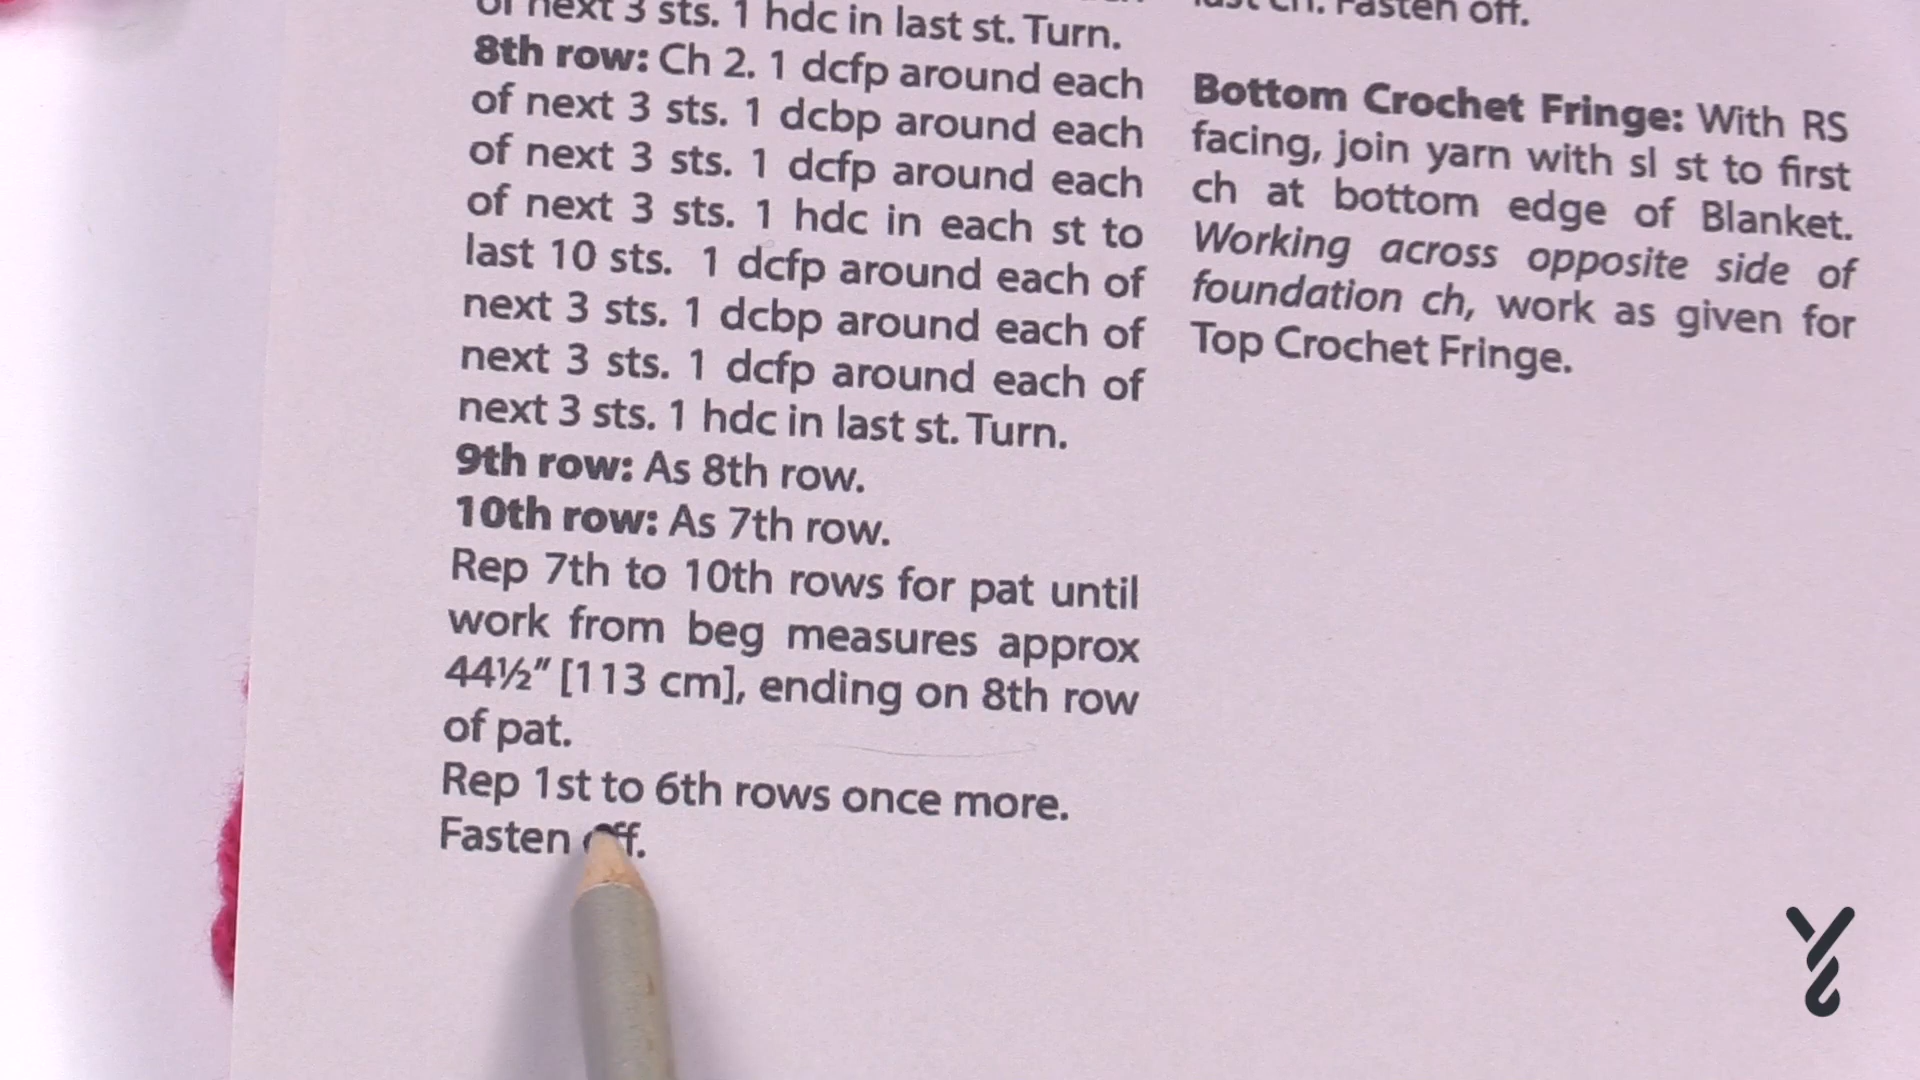 of next 3 sts. 1 hdc in last st. Turn.
8th row: Ch 2. 1 dcfp around each
of next 3 sts. 1 dcbp around each
of next 3 sts. 1 dcfp around each
of next 3 sts. 1 hdc in each st to
last 10 sts. 1 dcfp around each of
next 3 sts. 1 dcbp around each of
next 3 sts. 1 dcfp around each of
next 3 sts. 1 hdc in last st. Turn.
9th row: As 8th row.
10th row: As 7th row.
Rep 7th to 10th rows for pat until
work from beg measures approx
44½" [113 cm], ending on 8th row
of pat.
Rep 1st to 6th rows once more.
Fasten off.
last ch. Fasten off.
Bottom Crochet Fringe: With RS
facing, join yarn with sl st to first
ch at bottom edge of Blanket.
Working across opposite side of
foundation ch, work as given for
Top Crochet Fringe.